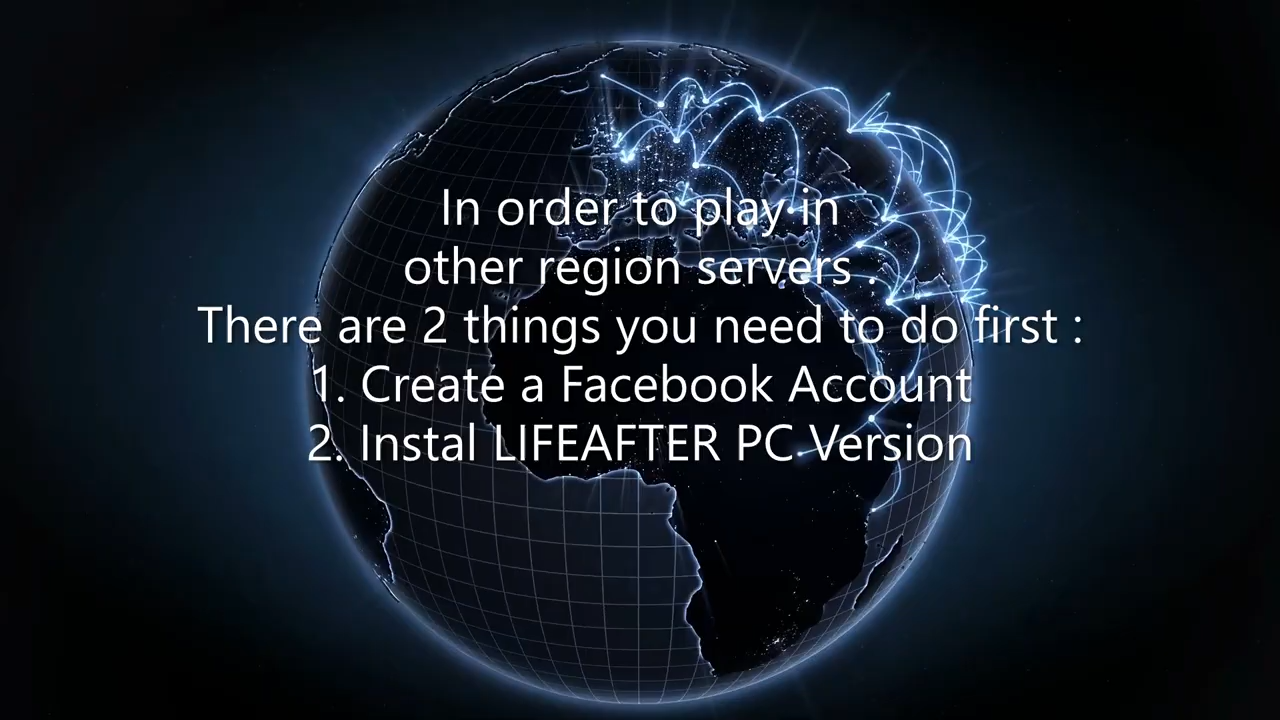 In order to play in
other region servers .
There are 2 things you need to do first :
1. Create a Facebook Account
2. Instal LIFEAFTER PC Version